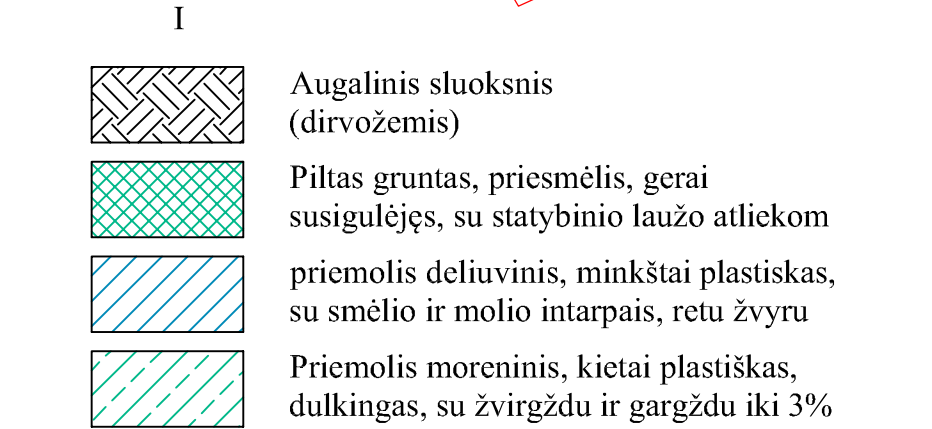 I
Augalinis sluoksnis
(dirvožemis)
Piltas gruntas, priesmėlis, gerai
susigulėjęs, su statybinio laužo atliekom
priemolis deliuvinis, minkštai plastiskas,
su smėlio ir molio intarpais, retu žvyru
Priemolis moreninis, kietai plastiškas,
dulkingas, su žvirgždu ir gargždu iki 3%